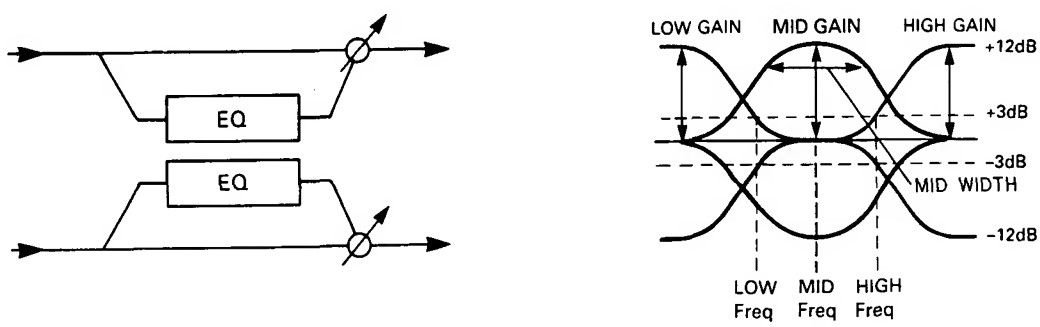 EQ
EQ
LOW GAIN MID GAIN HIGH GAIN
+12dB
+3dB
-3dB
MID WIDTH
-12dB
LOW MID HIGH
Freq Freq Freq